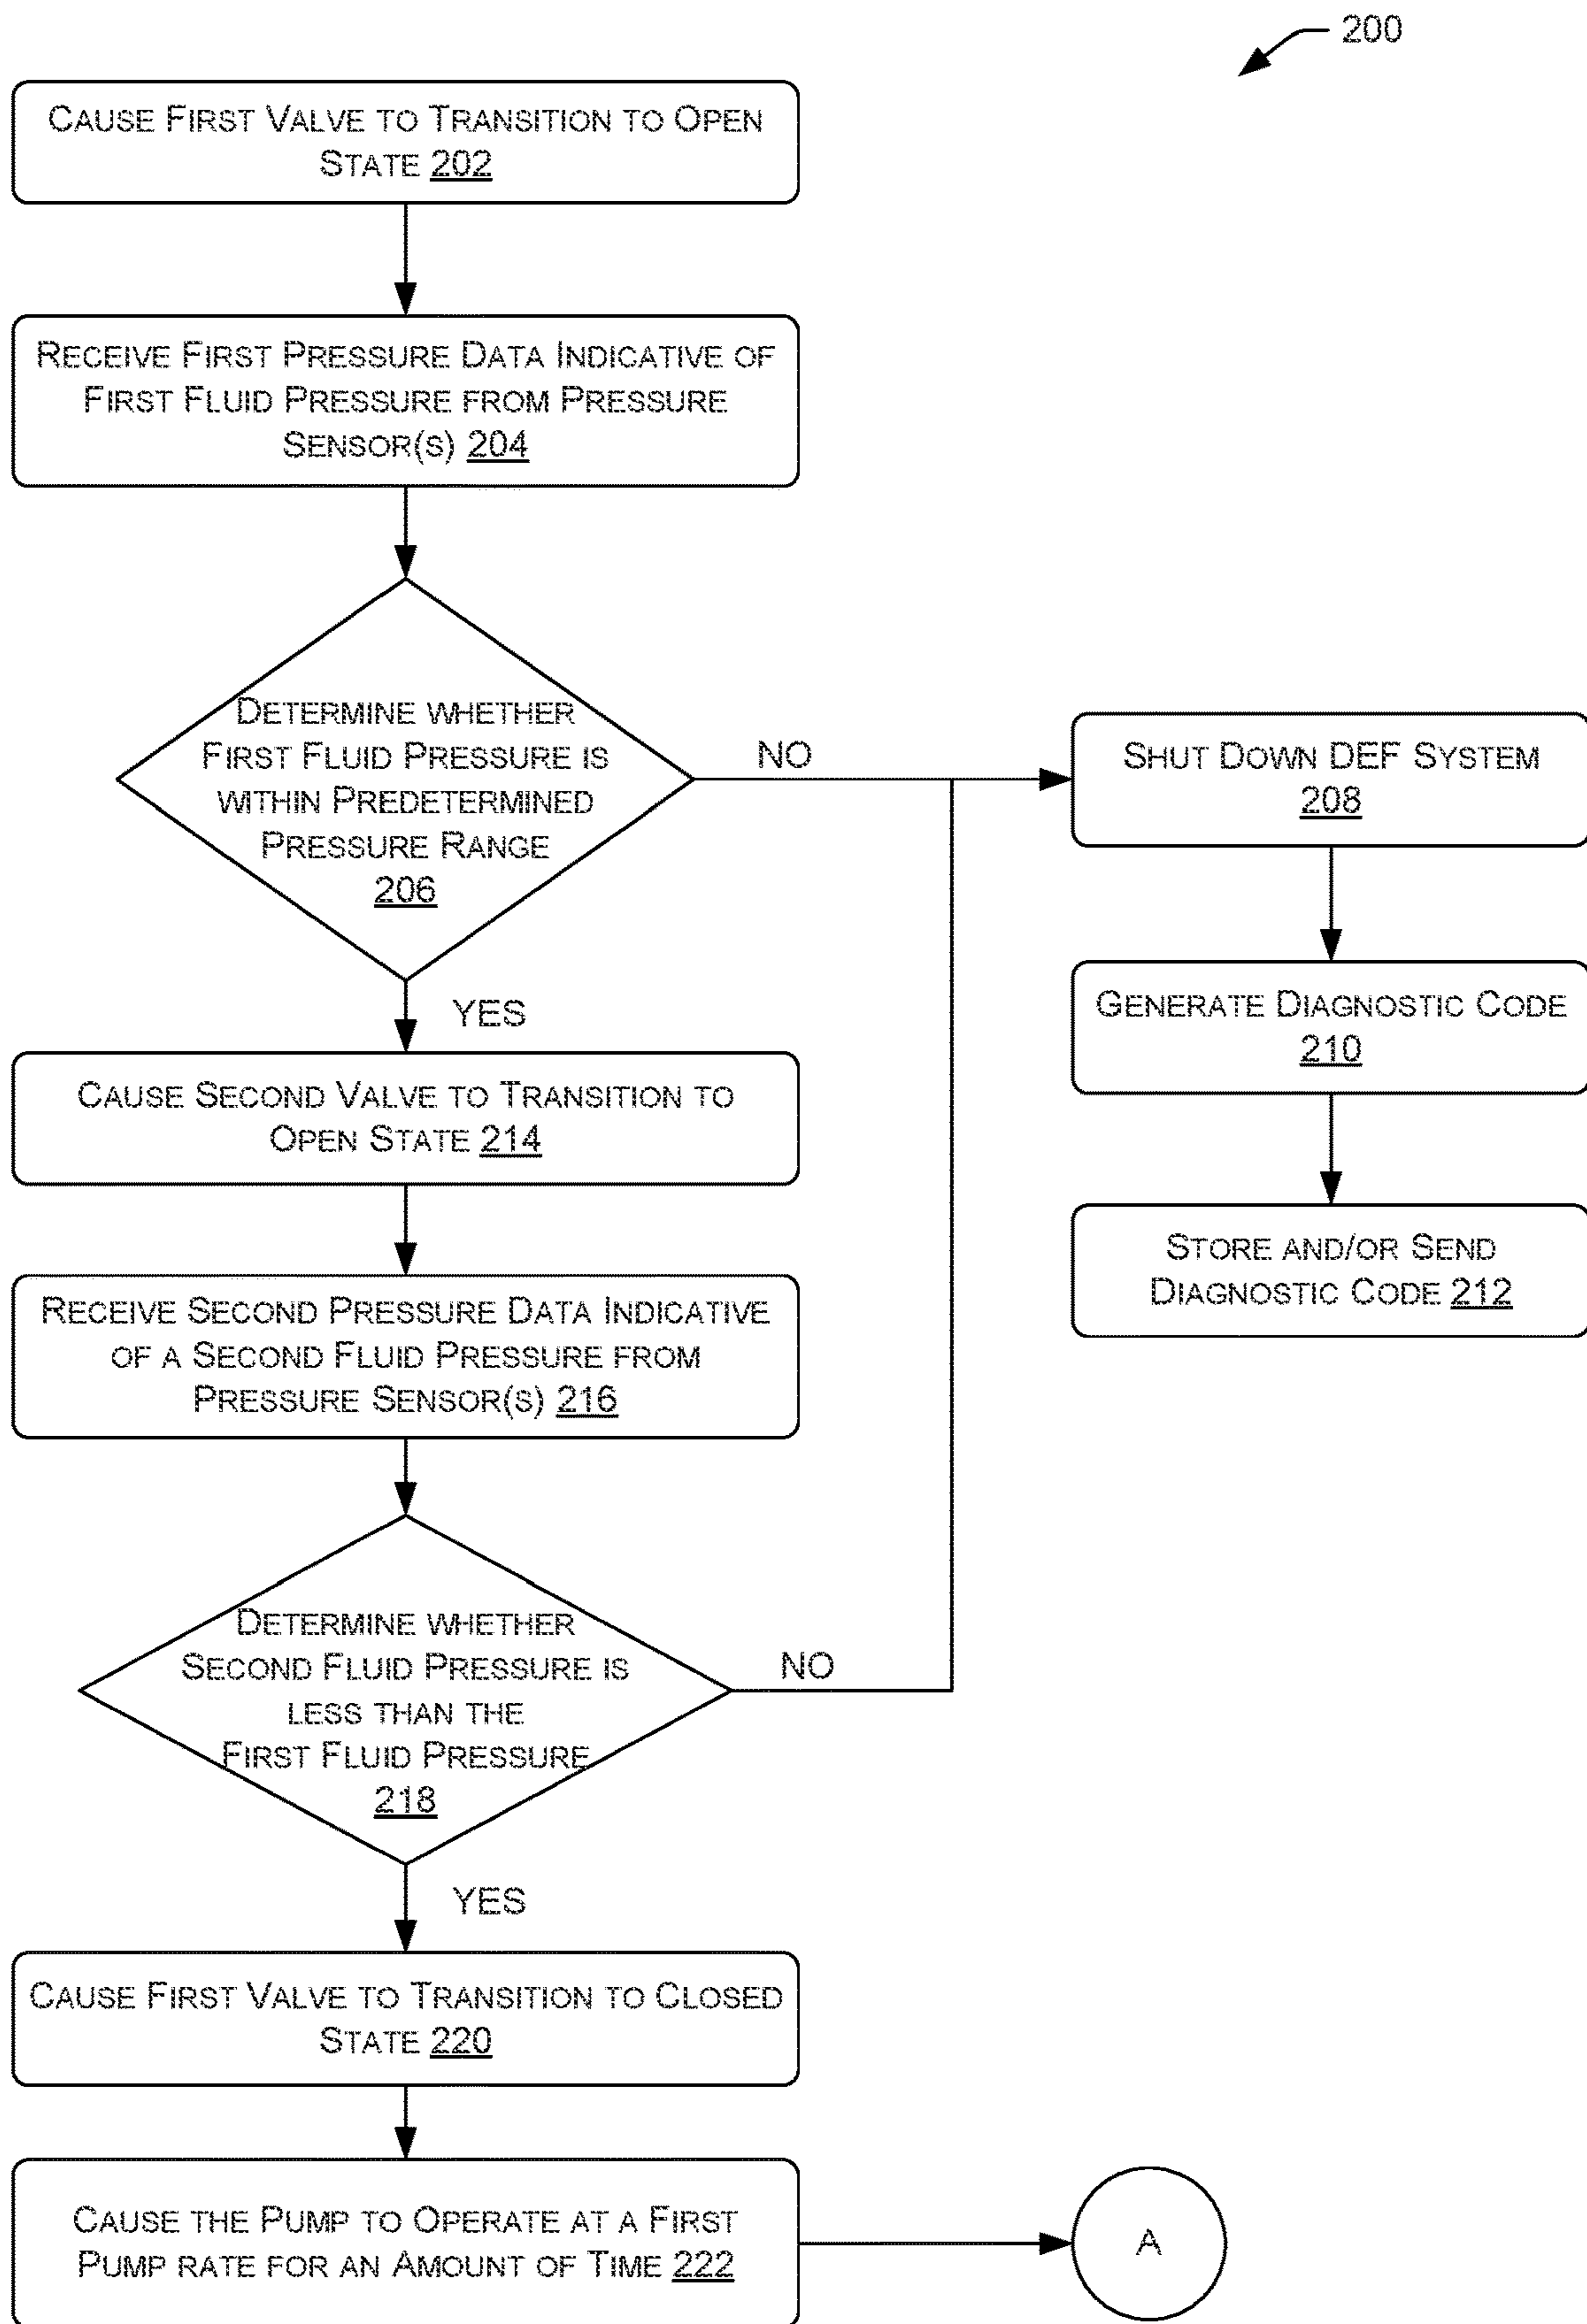 200
CAUSE FIRST VALVE TO TRANSITION TO OPEN
STATE 202
RECEIVE FIRST PRESSURE DATA INDICATIVE OF
FIRST FLUID PRESSURE FROM PRESSURE
SENSOR(S) 204
DETERMINE WHETHER
FIRST FLUID PRESSURE IS
WITHIN PREDETERMINED
PRESSURE RANGE
206
NO
SHUT DOWN DEF SYSTEM
208
GENERATE DIAGNOSTIC CODE
210
STORE AND/OR SEND
DIAGNOSTIC CODE 212
YES
CAUSE SECOND VALVE TO TRANSITION TO
OPEN STATE 214
RECEIVE SECOND PRESSURE DATA INDICATIVE
OF A SECOND FLUID PRESSURE FROM
PRESSURE SENSOR(S) 216
DETERMINE WHETHER
SECOND FLUID PRESSURE IS
LESS THAN THE
FIRST FLUID PRESSURE
218
NO
YES
CAUSE FIRST VALVE TO TRANSITION TO CLOSED
STATE 220
CAUSE THE PUMP TO OPERATE AT A FIRST
PUMP RATE FOR AN AMOUNT OF TIME 222
A